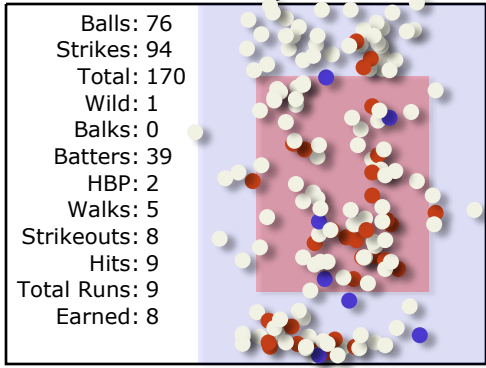 Balls: 76
Strikes: 94
Total: 170
Wild: 1
Balks: 0
Batters: 39
HBP: 2
Walks: 5
Strikeouts: 8
Hits: 9
Total Runs: 9
Earned: 8